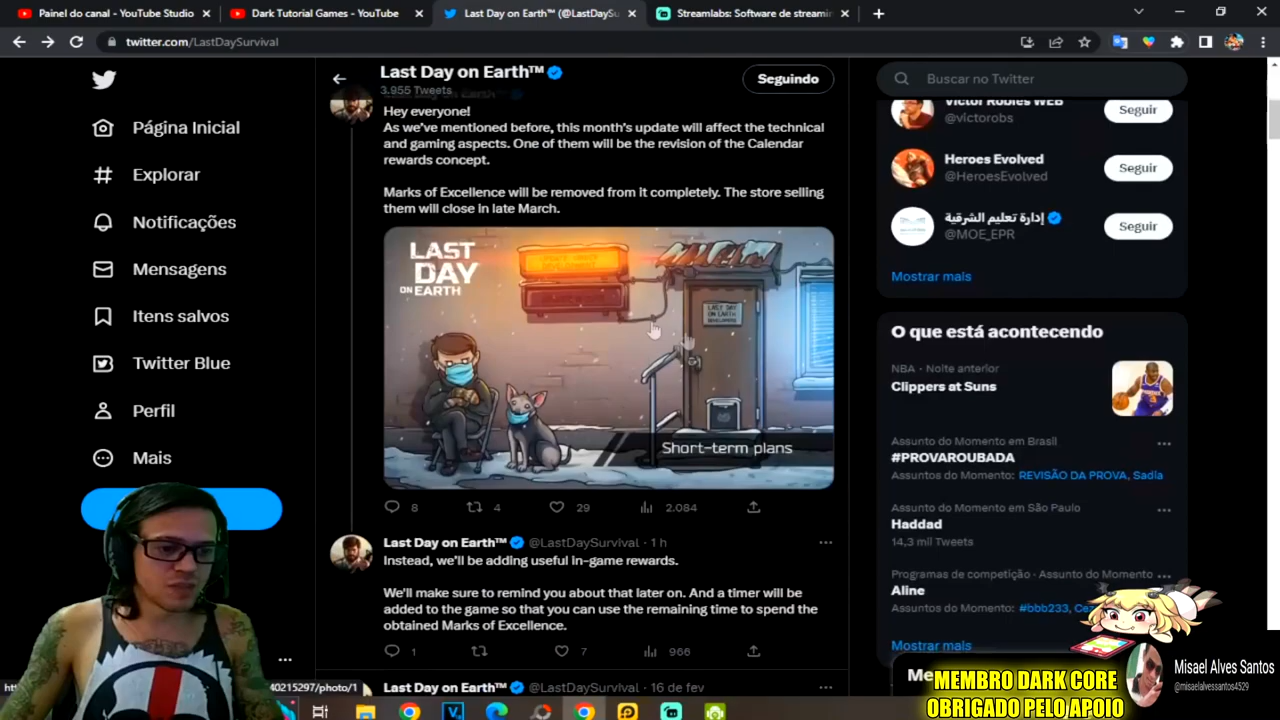 Painel do canal - YouTube Studio
Dark Tutorial Games - YouTube
Last Day on Earth™ (@LastDaySu
Streamlabs: Software de streamin
twitter.com/LastDaySurvival
Página Inicial
Explorar
Notificações
Mensagens
Itens salvos
Twitter Blue
Perfil
Mais
Last Day on Earth™
3.955 Tweets
Seguindo
Hey everyone!
As we've mentioned before, this month's update will affect the technical
and gaming aspects. One of them will be the revision of the Calendar
rewards concept.
Marks of Excellence will be removed from it completely. The store selling
them will close in late March.
LAST
DAY
ON EARTH
LAST DAY
ON EARTH
Short-term plans
8
4
29
2.084
Last Day on Earth™ @LastDaySurvival · 1 h
Instead, we'll be adding useful in-game rewards.
We'll make sure to remind you about that later on. And a timer will be
added to the game so that you can use the remaining time to spend the
obtained Marks of Excellence.
1
7
966
Last Day on Earth™ @LastDaySurvival · 16 de fev
40215297/photo/1
Buscar no Twitter
Victor Robles WEB
@victorobs
Seguir
Heroes Evolved
@HeroesEvolved
Seguir
إدارة تعليم الشرقية
@MOE_EPR
Seguir
Mostrar mais
O que está acontecendo
NBA · Noite anterior
Clippers at Suns
Assunto do Momento em Brasil
#PROVAROUBADA
Assuntos do Momento: REVISÃO DA PROVA, Sadia
Assunto do Momento em São Paulo
Haddad
14,3 mil Tweets
Programas de competição · Assunto do Momento
Aline
Assuntos do Momento: #bbb233, Cez
Mostrar mais
Me
MEMBRO DARK CORE
OBRIGADO PELO APOIO
Misael Alves Santos
@misaelalvessantos4529